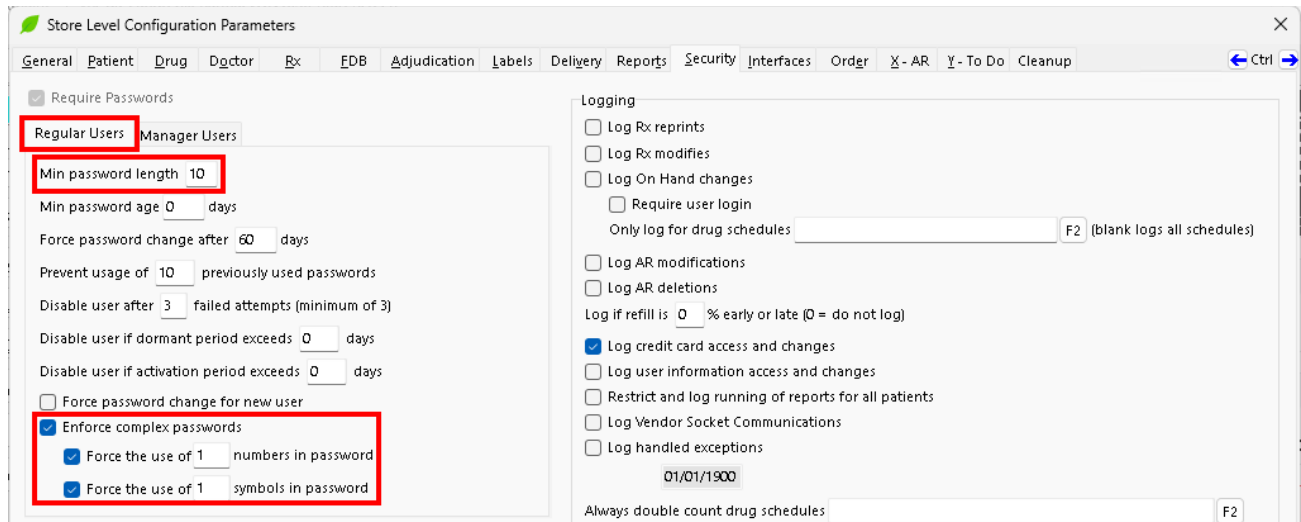 Store Level Configuration Parameters
General Patient Drug Doctor Rx FDB Adjudication Labels Delivery Reports Security Interfaces Order X - AR Y - To Do Cleanup Ctrl
Require Passwords
Regular Users Manager Users
Min password length 10
Min password age 0 days
Force password change after 60 days
Prevent usage of 10 previously used passwords
Disable user after 3 failed attempts (minimum of 3)
Disable user if dormant period exceeds 0 days
Disable user if activation period exceeds 0 days
Force password change for new user
Enforce complex passwords
Force the use of 1 numbers in password
Force the use of 1 symbols in password
Logging
Log Rx reprints
Log Rx modifies
Log On Hand changes
Require user login
Only log for drug schedules F2 (blank logs all schedules)
Log AR modifications
Log AR deletions
Log if refill is 0 % early or late (0 = do not log)
Log credit card access and changes
Log user information access and changes
Restrict and log running of reports for all patients
Log Vendor Socket Communications
Log handled exceptions
01/01/1900
Always double count drug schedules F2